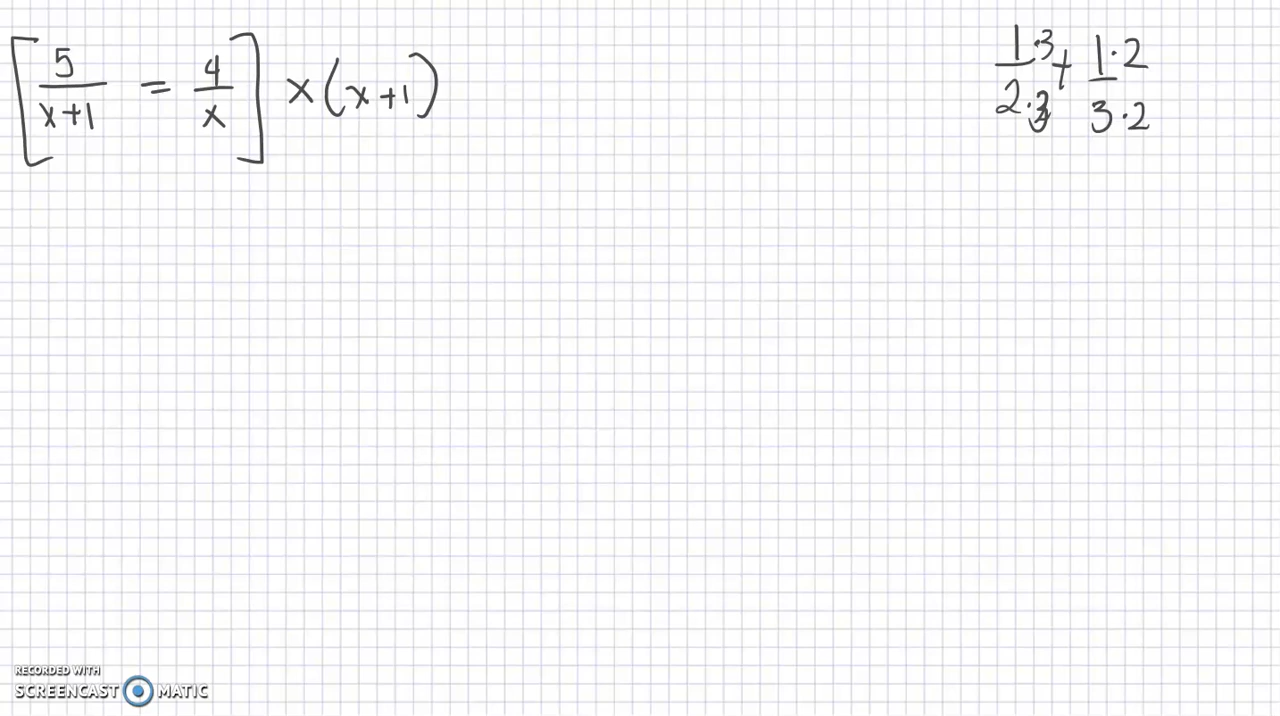 [5/(x+1) = 4/x] x(x+1)
1·3/2·3 + 1·2/3·2
RECORDED WITH
SCREENCAST MATIC